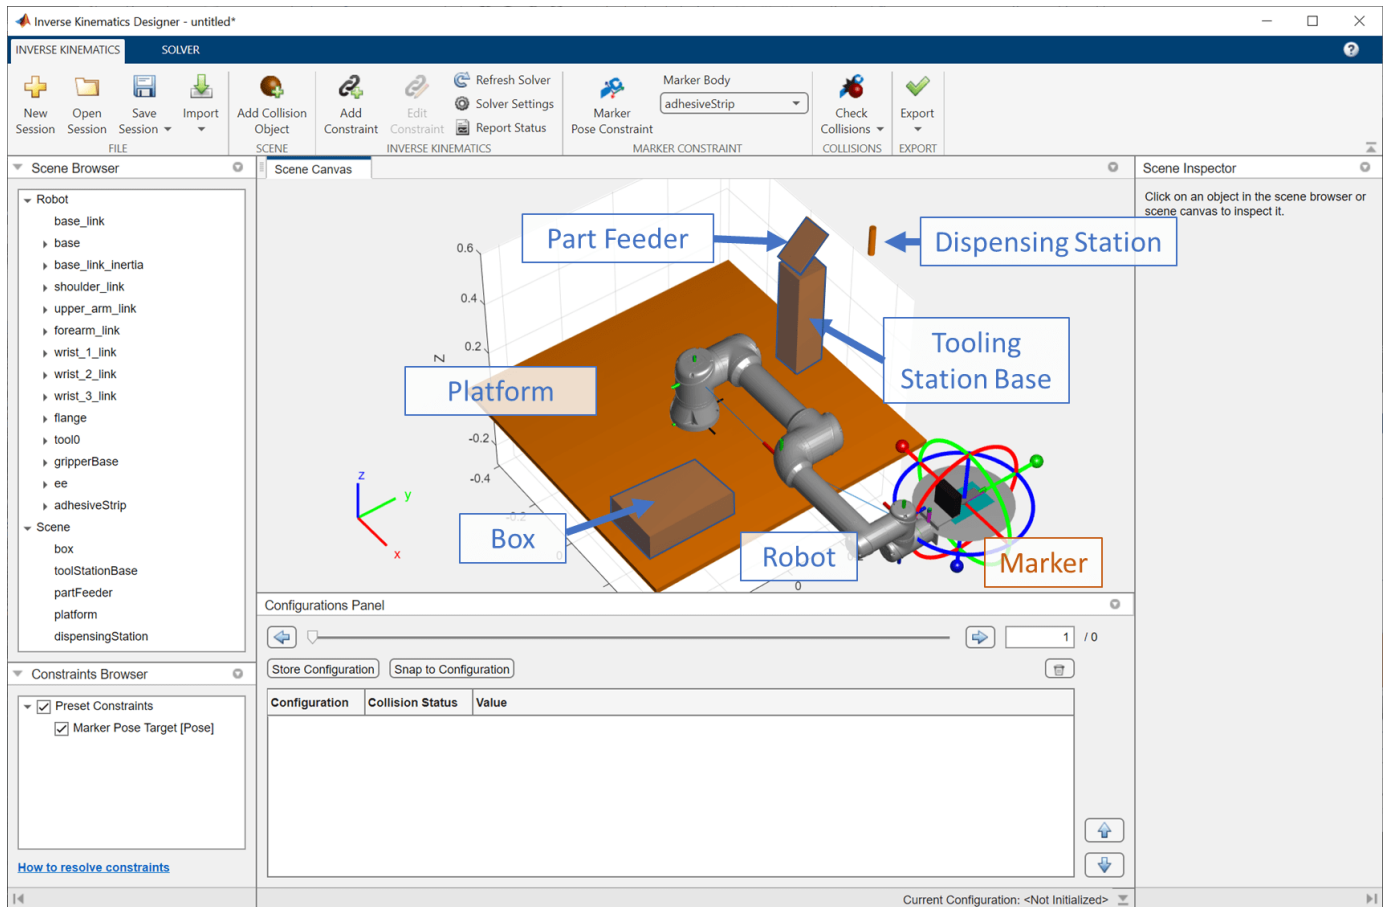 Inverse Kinematics Designer - untitled*
INVERSE KINEMATICS
SOLVER
?
New
Session
Open
Session
Save
Session
Import
FILE
Add Collision
Object
SCENE
Add
Constraint
Edit
Constraint
Refresh Solver
Solver Settings
Report Status
INVERSE KINEMATICS
Marker
Pose Constraint
Marker Body
adhesiveStrip
MARKER CONSTRAINT
Check
Collisions
COLLISIONS
Export
EXPORT
Scene Browser
Robot
base_link
base
base_link_inertia
shoulder_link
upper_arm_link
forearm_link
wrist_1_link
wrist_2_link
wrist_3_link
flange
tool0
gripperBase
ee
adhesiveStrip
Scene
box
toolStationBase
partFeeder
platform
dispensingStation
Constraints Browser
Preset Constraints
Marker Pose Target [Pose]
How to resolve constraints
Scene Canvas
Part Feeder
Dispensing Station
Tooling
Station Base
Platform
Box
Robot
Marker
0.6
0.4
0.2
Z
-0.2
-0.4
-0.2
0
0
z
y
x
Configurations Panel
1
/ 0
Store Configuration
Snap to Configuration
Configuration
Collision Status
Value
Scene Inspector
Click on an object in the scene browser or
scene canvas to inspect it.
Current Configuration: <Not Initialized>